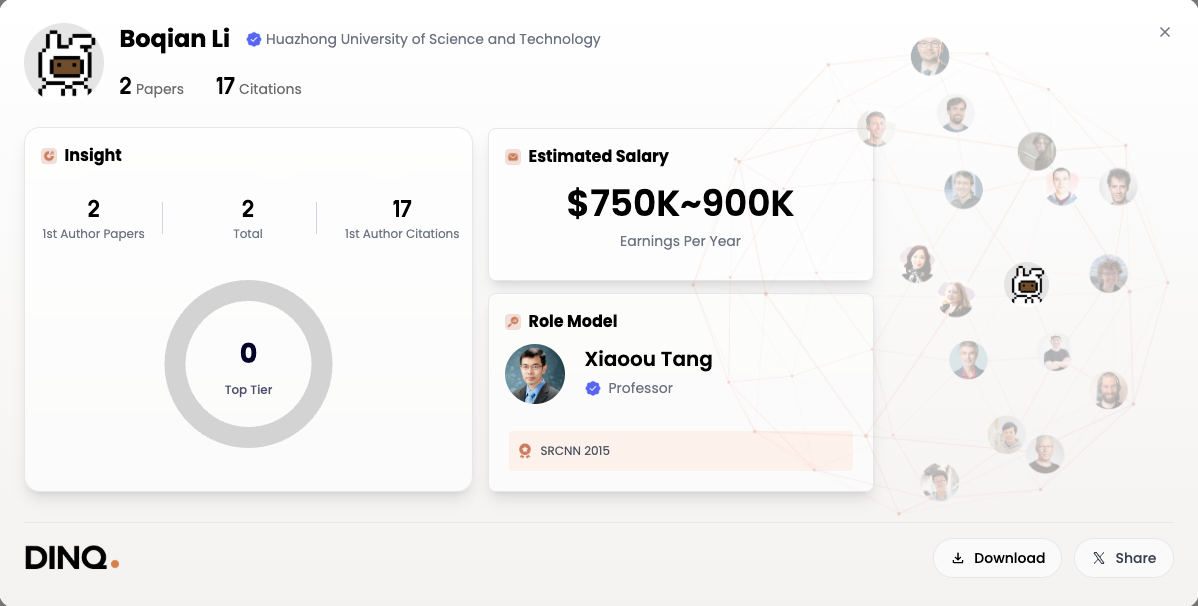 Boqian Li
Huazhong University of Science and Technology
2 Papers
17 Citations
Insight
2
1st Author Papers
2
Total
17
1st Author Citations
0
Top Tier
Estimated Salary
$750K~900K
Earnings Per Year
Role Model
Xiaoou Tang
Professor
SRCNN 2015
DINQ.
Download
Share